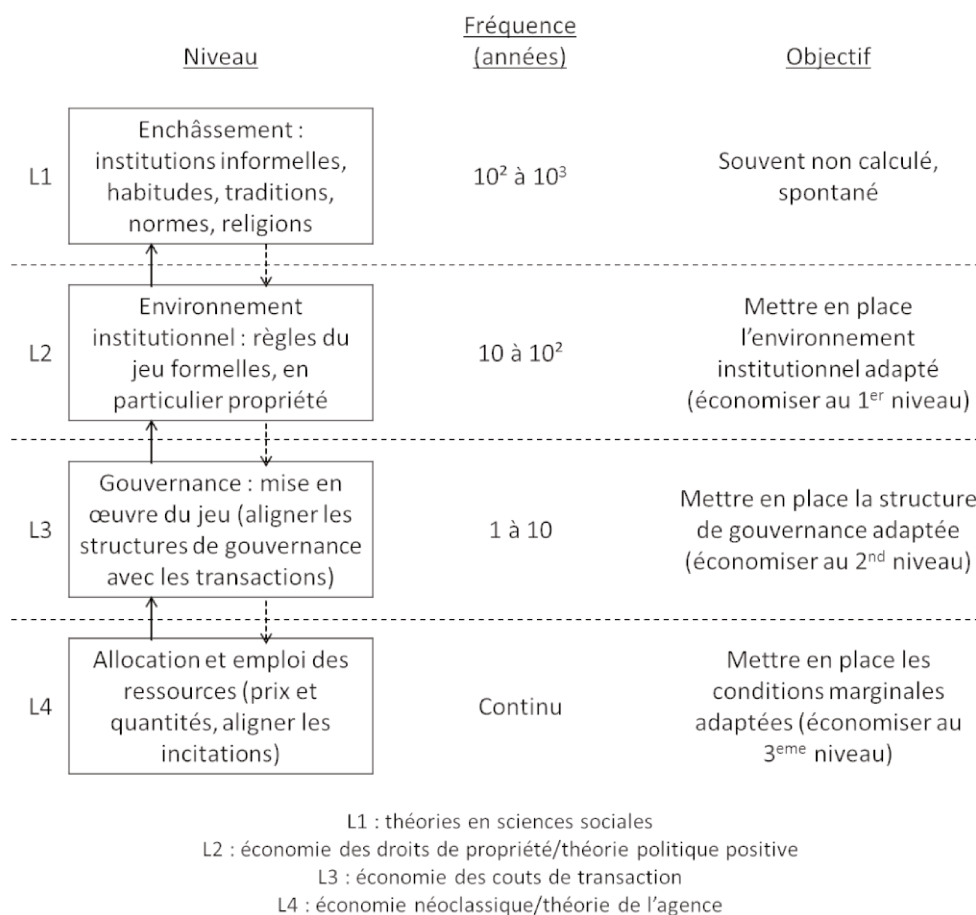 Niveau
Fréquence
(années)
Objectif
L1
Enchâssement :
institutions informelles,
habitudes, traditions,
normes, religions
10² à 10³
Souvent non calculé,
spontané
L2
Environnement
institutionnel : règles du
jeu formelles, en
particulier propriété
10 à 10²
Mettre en place
l’environnement
institutionnel adapté
(économiser au 1er niveau)
L3
Gouvernance : mise en
œuvre du jeu (aligner les
structures de gouvernance
avec les transactions)
1 à 10
Mettre en place la structure
de gouvernance adaptée
(économiser au 2nd niveau)
L4
Allocation et emploi des
ressources (prix et
quantités, aligner les
incitations)
Continu
Mettre en place les
conditions marginales
adaptées (économiser au
3eme niveau)
L1 : théories en sciences sociales
L2 : économie des droits de propriété/théorie politique positive
L3 : économie des couts de transaction
L4 : économie néoclassique/théorie de l’agence